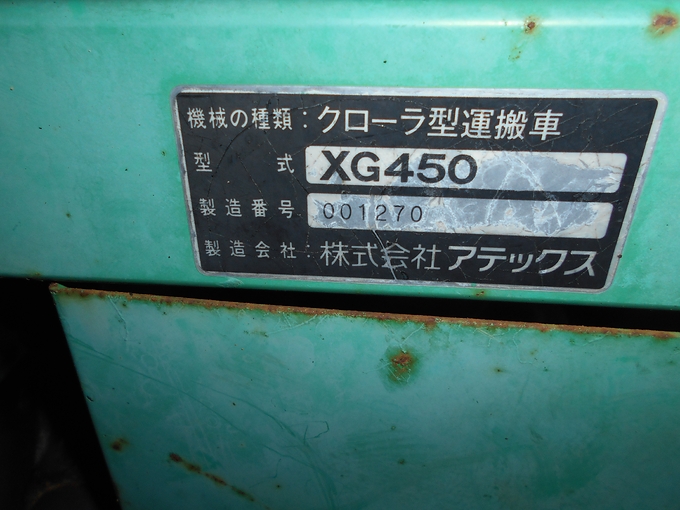 機械の種類：クローラ型運搬車
型式 XG450
製造番号 001270
製造会社：株式会社アテックス